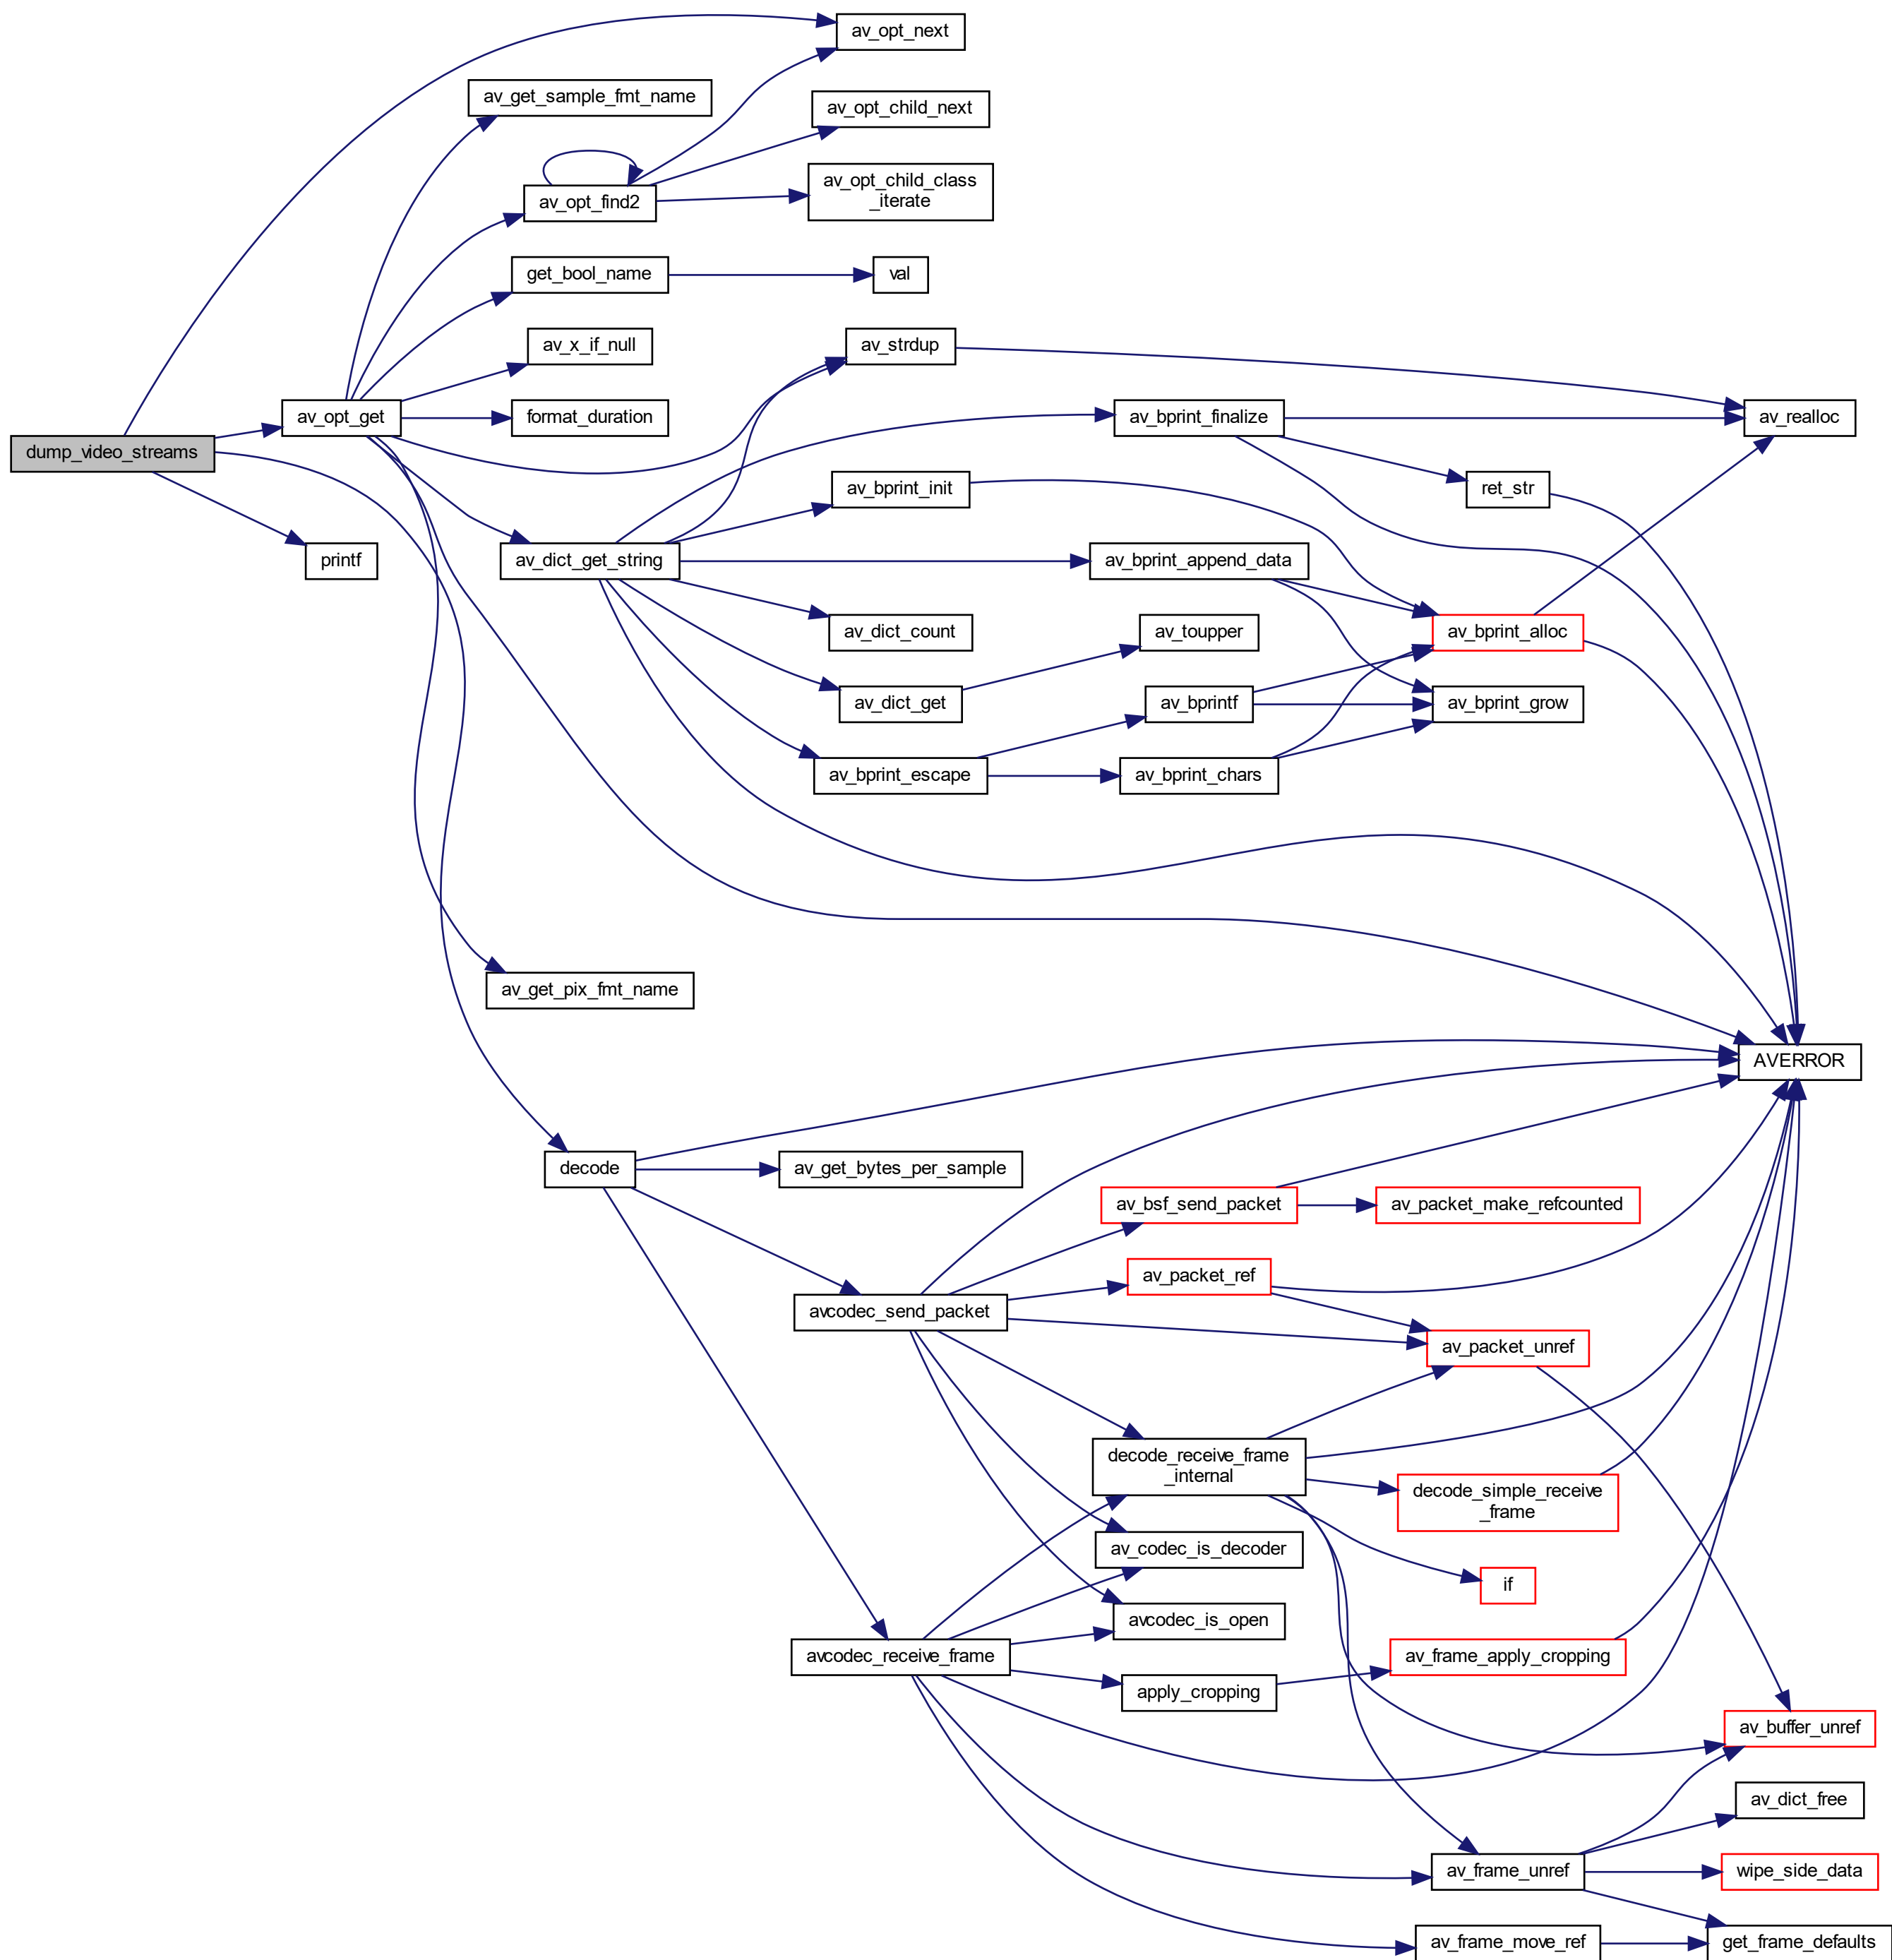 av_opt_next
av_get_sample_fmt_name
av_opt_child_next
av_opt_find2
av_opt_child_class
_iterate
get_bool_name
val
av_x_if_null
av_strdup
av_opt_get
format_duration
av_bprint_finalize
av_realloc
dump_video_streams
av_bprint_init
ret_str
printf
av_dict_get_string
av_bprint_append_data
av_dict_count
av_toupper
av_bprint_alloc
av_dict_get
av_bprintf
av_bprint_grow
av_bprint_escape
av_bprint_chars
av_get_pix_fmt_name
AVERROR
decode
av_get_bytes_per_sample
av_bsf_send_packet
av_packet_make_refcounted
av_packet_ref
avcodec_send_packet
av_packet_unref
decode_receive_frame
_internal
decode_simple_receive
_frame
av_codec_is_decoder
if
avcodec_is_open
avcodec_receive_frame
av_frame_apply_cropping
apply_cropping
av_buffer_unref
av_dict_free
av_frame_unref
wipe_side_data
av_frame_move_ref
get_frame_defaults